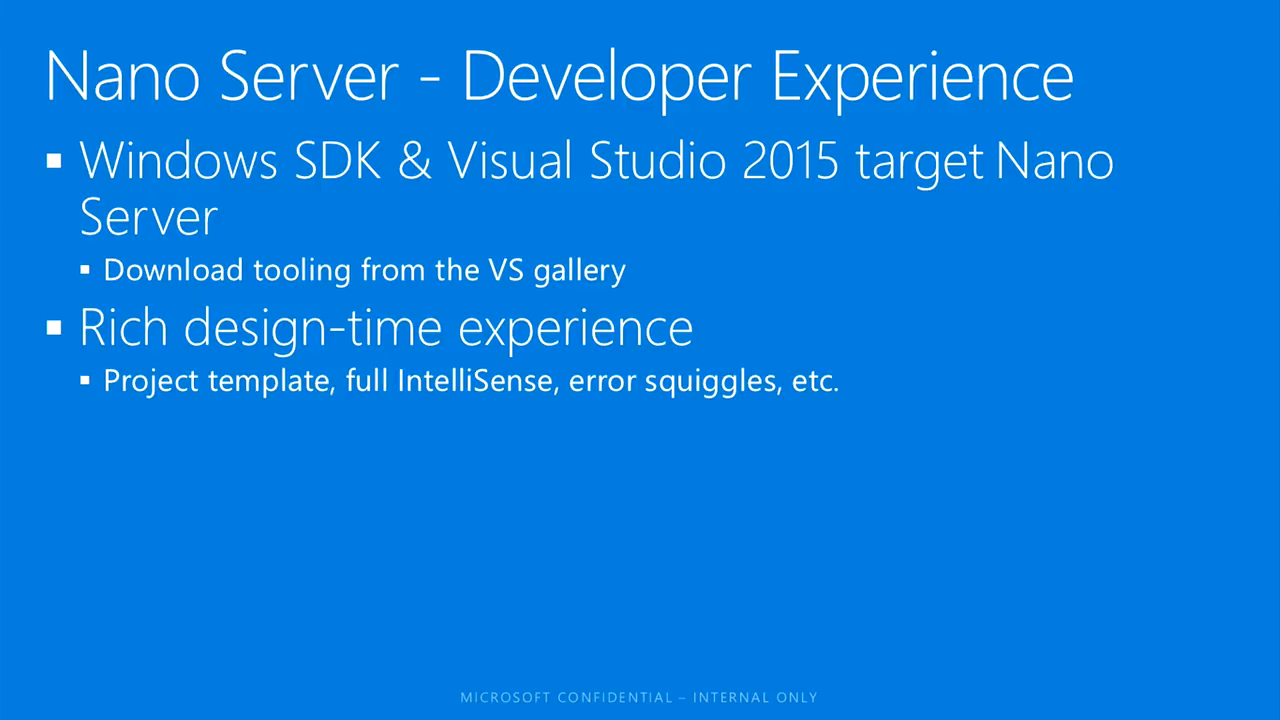 Nano Server - Developer Experience
▪ Windows SDK & Visual Studio 2015 target Nano
Server
▪ Download tooling from the VS gallery
▪ Rich design-time experience
▪ Project template, full IntelliSense, error squiggles, etc.
MICROSOFT CONFIDENTIAL – INTERNAL ONLY